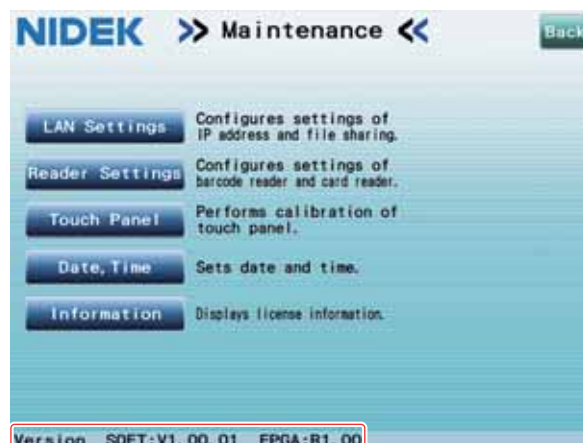 NIDEK >> Maintenance << Back
LAN Settings Configures settings of
IP address and file sharing.
Reader Settings Configures settings of
barcode reader and card reader.
Touch Panel Performs calibration of
touch panel.
Date, Time Sets date and time.
Information Displays license information.
Version SOFT:V1.00.01 FPGA:R1.00